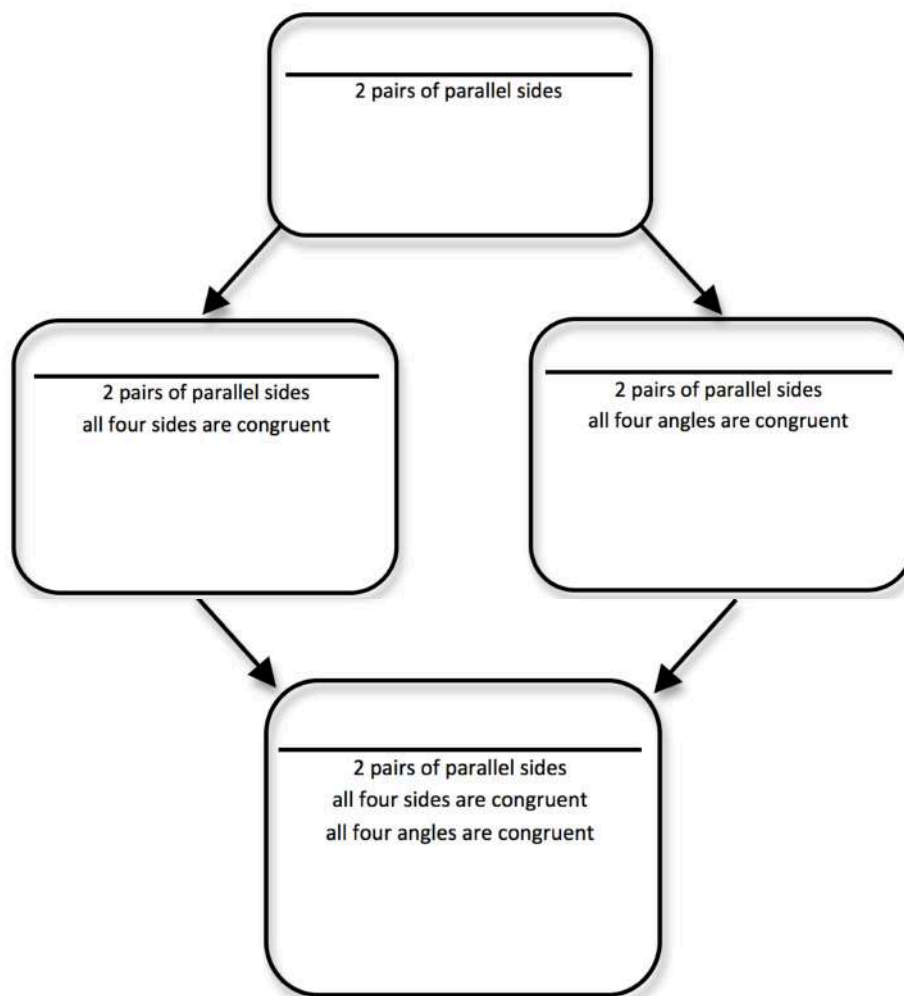 2 pairs of parallel sides
2 pairs of parallel sides
all four sides are congruent
2 pairs of parallel sides
all four angles are congruent
2 pairs of parallel sides
all four sides are congruent
all four angles are congruent